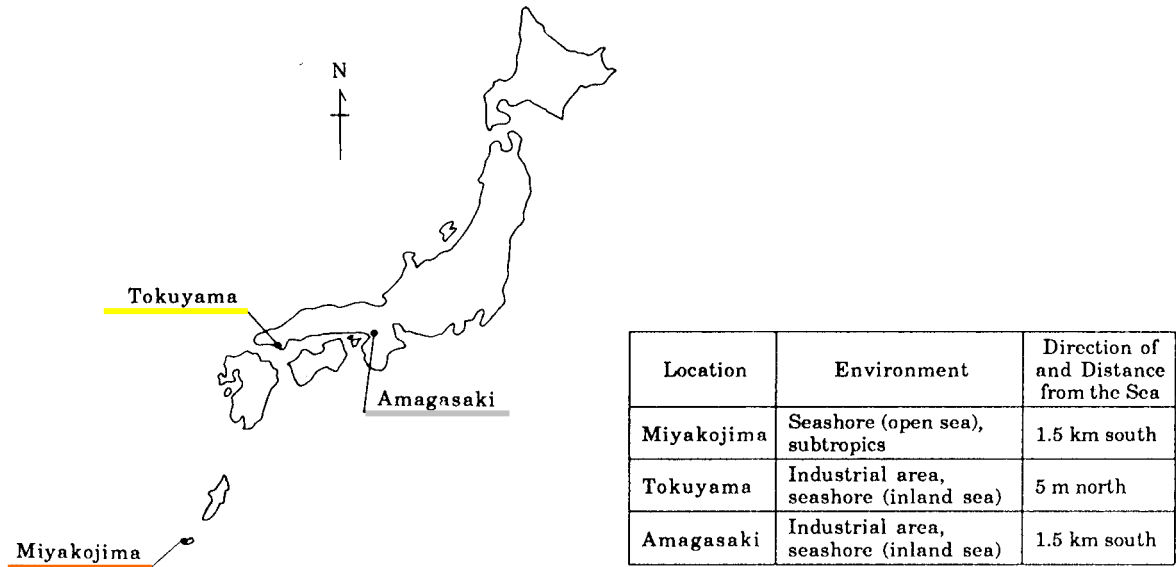 N
Tokuyama
Amagasaki
Miyakojima
Location
Environment
Direction of
and Distance
from the Sea
Miyakojima
Seashore (open sea),
subtropics
1.5 km south
Tokuyama
Industrial area,
seashore (inland sea)
5 m north
Amagasaki
Industrial area,
seashore (inland sea)
1.5 km south